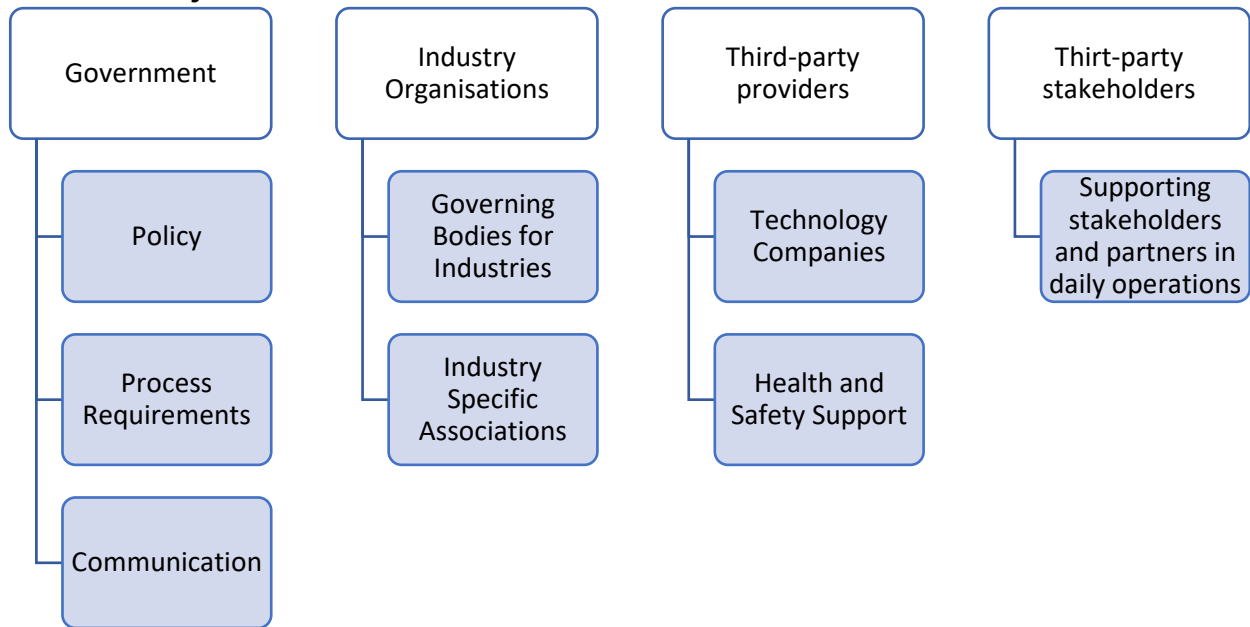 Government
Policy
Process
Requirements
Communication
Industry
Organisations
Governing
Bodies for
Industries
Industry
Specific
Associations
Third-party
providers
Technology
Companies
Health and
Safety Support
Thirt-party
stakeholders
Supporting
stakeholders
and partners in
daily operations